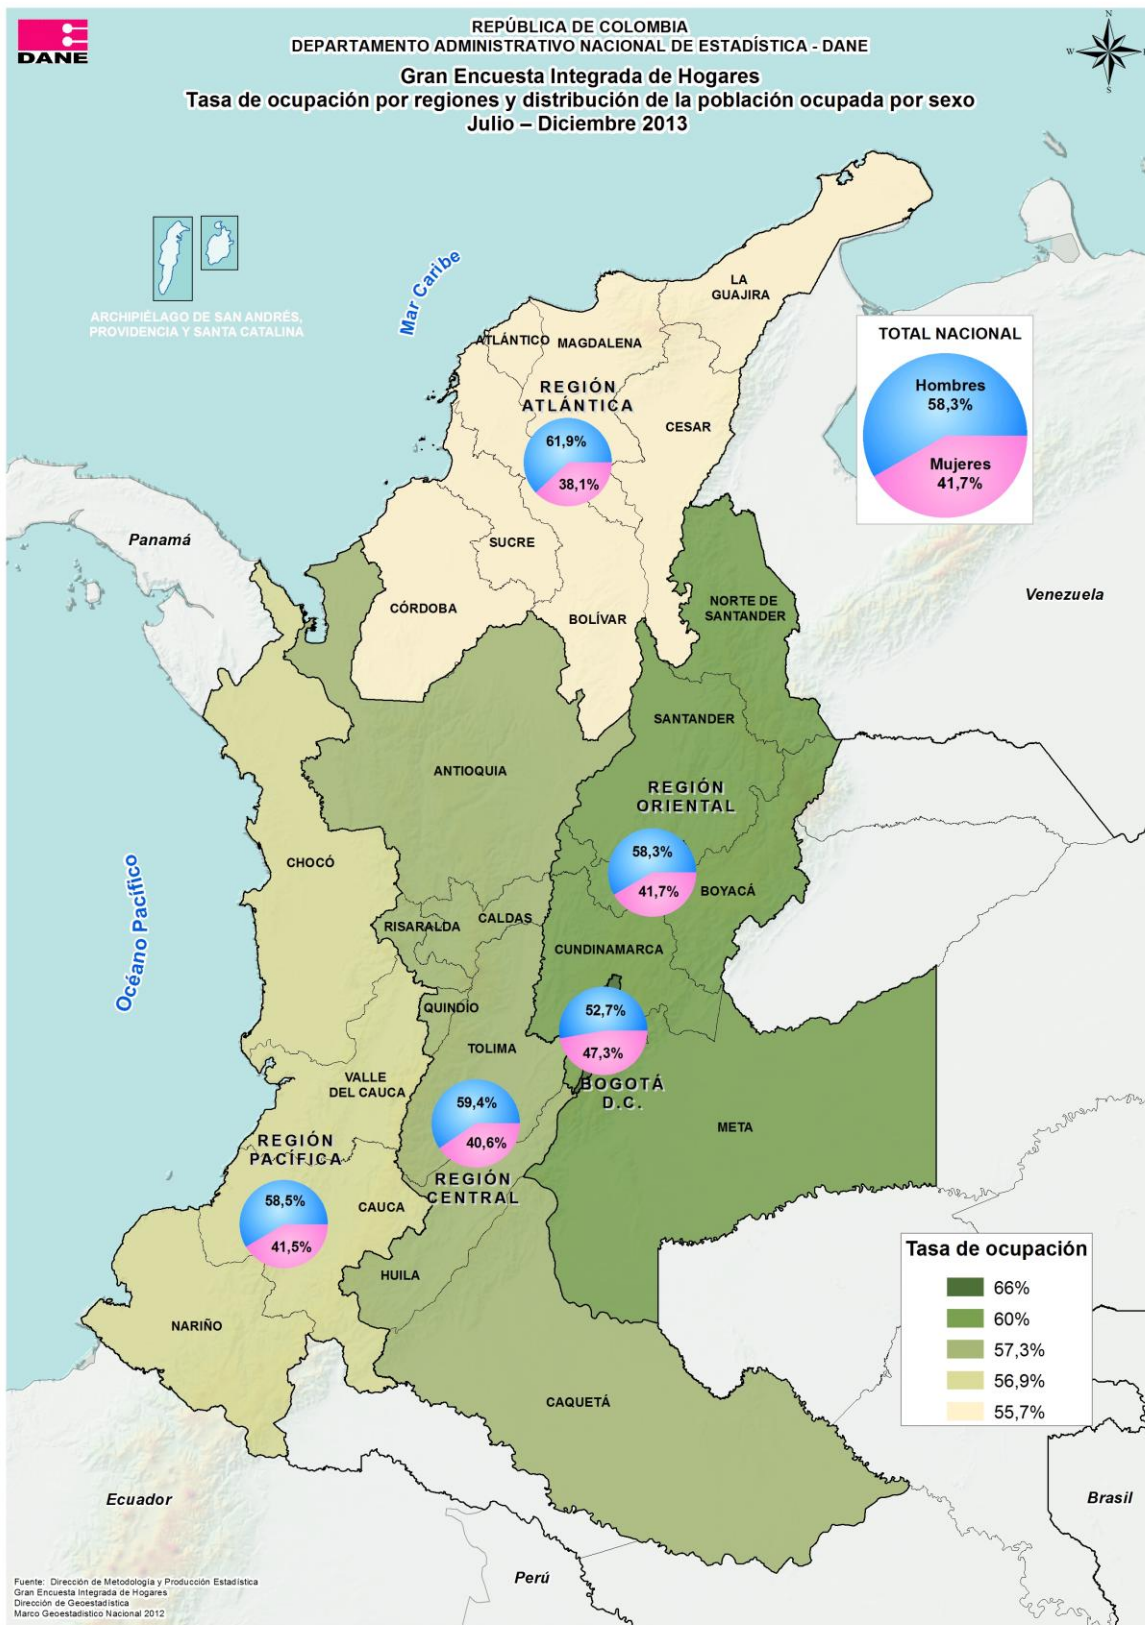 DANE
REPÚBLICA DE COLOMBIA
DEPARTAMENTO ADMINISTRATIVO NACIONAL DE ESTADÍSTICA - DANE
Gran Encuesta Integrada de Hogares
Tasa de ocupación por regiones y distribución de la población ocupada por sexo
Julio – Diciembre 2013
N
W
E
S
ARCHIPIÉLAGO DE SAN ANDRÉS,
PROVIDENCIA Y SANTA CATALINA
Mar Caribe
LA
GUAJIRA
ATLÁNTICO
MAGDALENA
REGIÓN
ATLÁNTICA
CESAR
61,9%
38,1%
TOTAL NACIONAL
Hombres
58,3%
Mujeres
41,7%
Panamá
SUCRE
CÓRDOBA
BOLÍVAR
NORTE DE
SANTANDER
Venezuela
SANTANDER
ANTIOQUIA
REGIÓN
ORIENTAL
58,3%
41,7%
BOYACÁ
CHOCÓ
Océano Pacífico
RISARALDA
CALDAS
CUNDINAMARCA
QUINDÍO
TOLIMA
52,7%
47,3%
BOGOTÁ
D.C.
VALLE
DEL CAUCA
59,4%
40,6%
REGIÓN
CENTRAL
META
REGIÓN
PACÍFICA
58,5%
41,5%
CAUCA
HUILA
NARIÑO
CAQUETÁ
Tasa de ocupación
66%
60%
57,3%
56,9%
55,7%
Ecuador
Perú
Brasil
Fuente: Dirección de Metodología y Producción Estadística
Gran Encuesta Integrada de Hogares
Dirección de Geoestadística
Marco Geoestadístico Nacional 2012